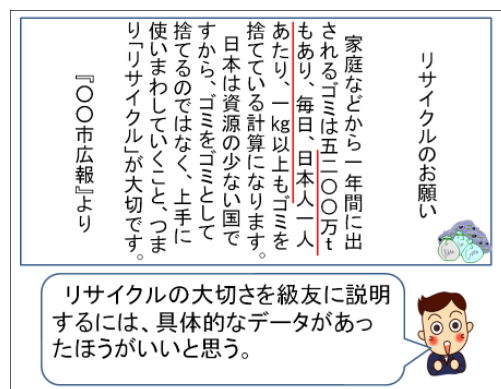 リサイクルのお願い
家庭などから一年間に出
されるゴミは五二〇〇万t
もあり、毎日、日本人一人
あたり、一kg以上もゴミを
捨てている計算になります。
日本は資源の少ない国で
すから、ゴミをゴミとして
捨てるのではなく、上手に
使いまわしていくこと、つま
り「リサイクル」が大切です。
『〇〇市広報』より
リサイクルの大切さを級友に説明
するには、具体的なデータがあっ
たほうがいいと思う。